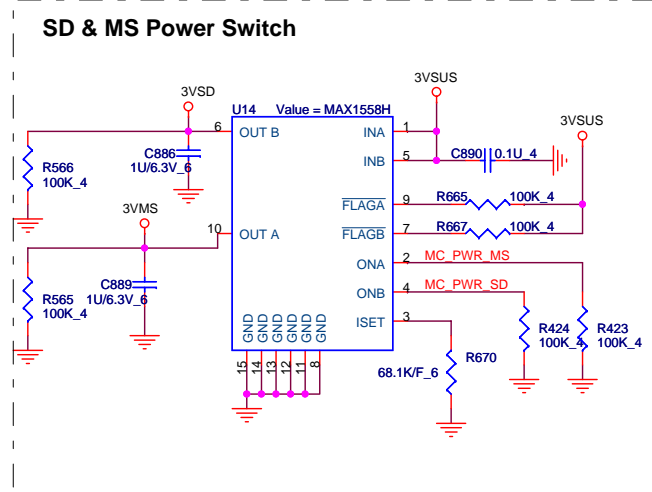 SD & MS Power Switch
3VSD
3VSUS
3VSUS
U14 Value = MAX1558H
6 OUT B
INA 1
INB 5
C890 0.1U_4
C886
1U/6.3V_6
R566
100K_4
FLAGA 9
R665 100K_4
FLAGB 7
R667 100K_4
3VMS
10 OUT A
ONA 2 MC_PWR_MS
ONB 4 MC_PWR_SD
ISET 3
C889
1U/6.3V_6
R565
100K_4
R424
100K_4
R423
100K_4
R670
68.1K/F_6
GND GND GND GND GND GND
15 14 13 12 11 8